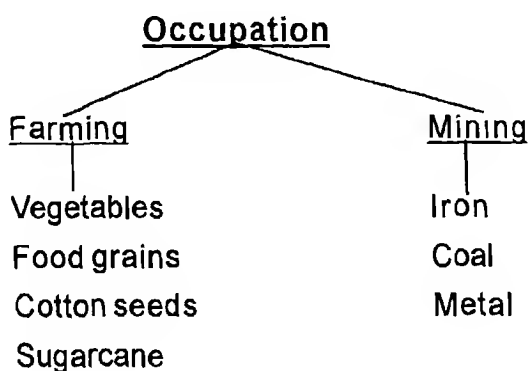 Occupation
Farming
Mining
Vegetables
Iron
Food grains
Coal
Cotton seeds
Metal
Sugarcane